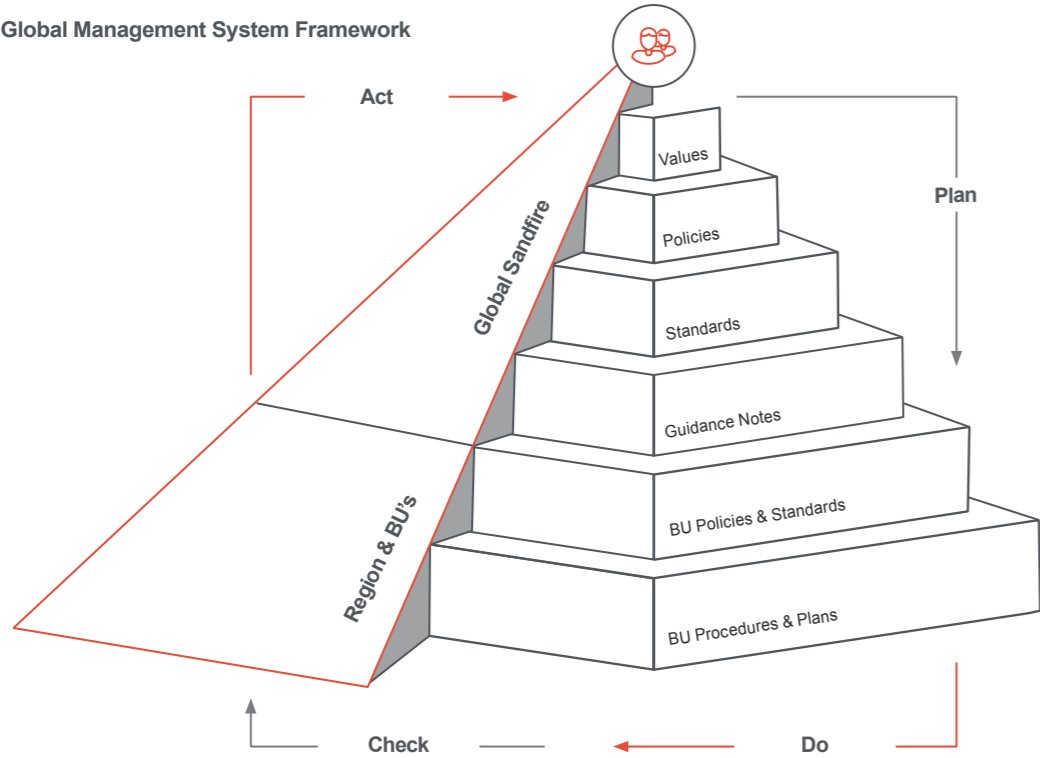 Global Management System Framework
Act
Plan
Values
Policies
Global Sandfire
Standards
Guidance Notes
Region & BU's
BU Policies & Standards
BU Procedures & Plans
Check
Do